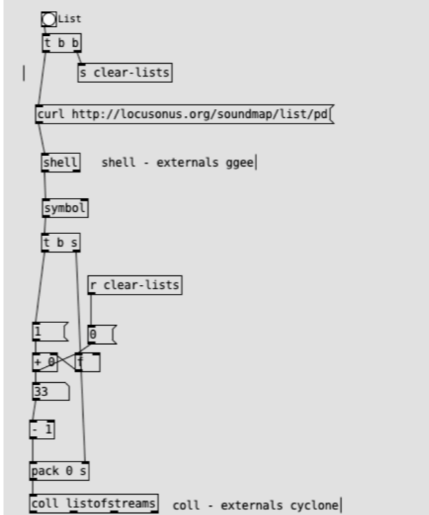 List
t b b
s clear-lists
curl http://locusonus.org/soundmap/list/pd
shell
shell - externals ggee
symbol
t b s
r clear-lists
1
0
+ 0
f
33
- 1
pack 0 s
coll listofstreams
coll - externals cyclone